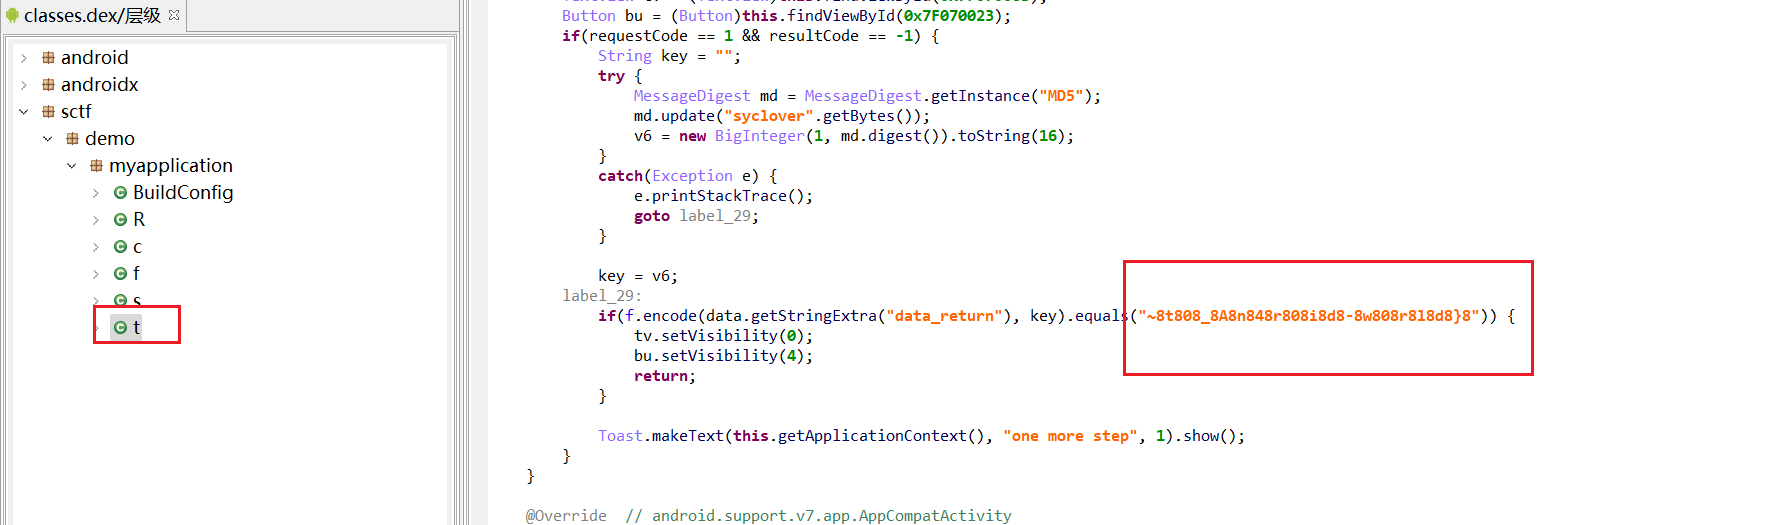 classes.dex/层级
android
androidx
sctf
demo
myapplication
BuildConfig
R
c
f
s
t
Button bu = (Button)this.findViewById(0x7F070023);
if(requestCode == 1 && resultCode == -1) {
String key = "";
try {
MessageDigest md = MessageDigest.getInstance("MD5");
md.update("syclover".getBytes());
v6 = new BigInteger(1, md.digest()).toString(16);
}
catch(Exception e) {
e.printStackTrace();
goto label_29;
}
key = v6;
label_29:
if(f.encode(data.getStringExtra("data_return"), key).equals("~8t808_8A8n848r808i8d8-8w808r8l8d8}8")) {
tv.setVisibility(0);
bu.setVisibility(4);
return;
}
Toast.makeText(this.getApplicationContext(), "one more step", 1).show();
}
}
@Override  // android.support.v7.app.AppCompatActivity